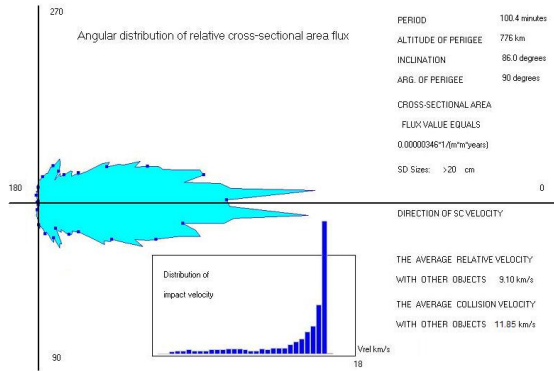 270
Angular distribution of relative cross-sectional area flux
180
0
90
PERIOD 100.4 minutes
ALTITUDE OF PERIGEE 776 km
INCLINATION 86.0 degrees
ARG. OF PERIGEE 90 degrees
CROSS-SECTIONAL AREA
FLUX VALUE EQUALS
0.00000346*1/(m*m*years)
SD Sizes: >20 cm
DIRECTION OF SC VELOCITY
THE AVERAGE RELATIVE VELOCITY
WITH OTHER OBJECTS 9.10 km/s
THE AVERAGE COLLISION VELOCITY
WITH OTHER OBJECTS 11.85 km/s
Distribution of
impact velocity
Vrel km/s
18